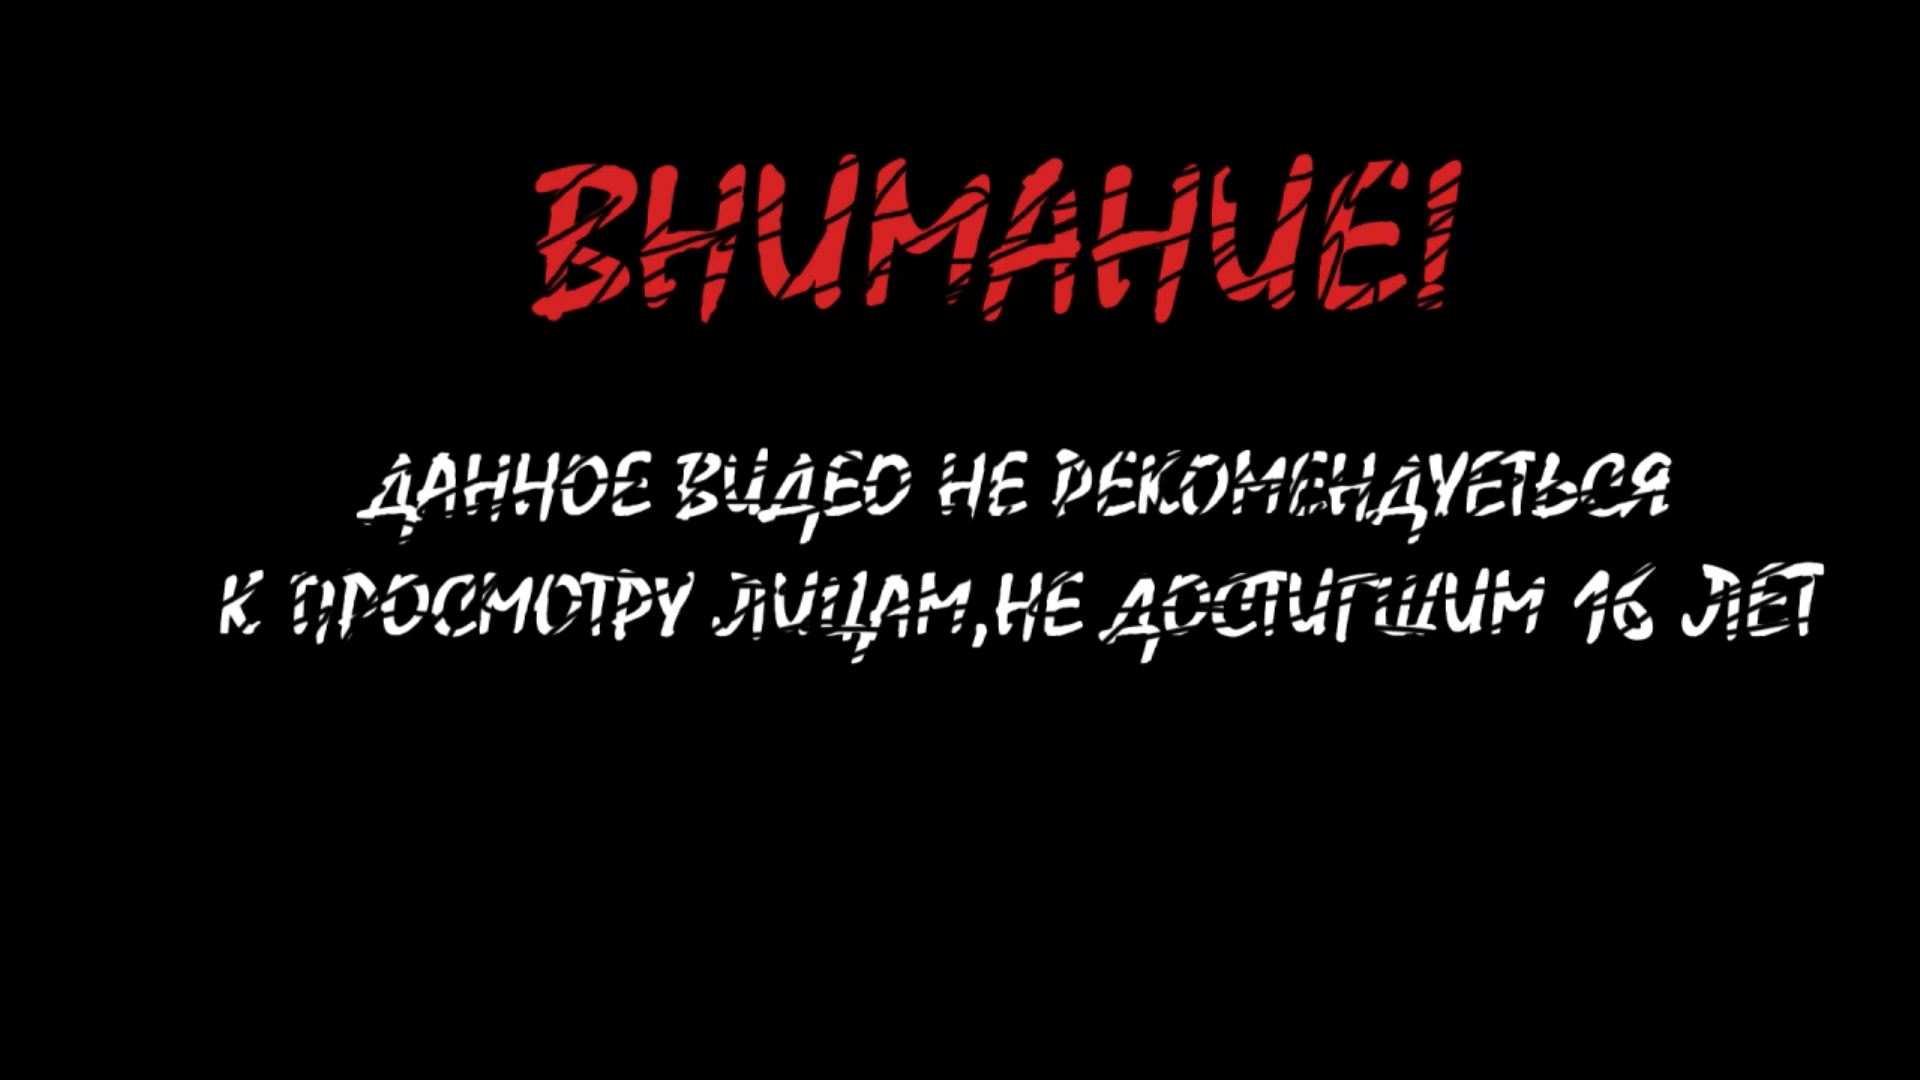 ВНИМАНИЕ!
ДАННОЕ ВИДЕО НЕ РЕКОМЕНДУЕТЬСЯ
К ПРОСМОТРУ ЛИЦАМ,НЕ ДОСТИГШИМ 16 ЛЕТ